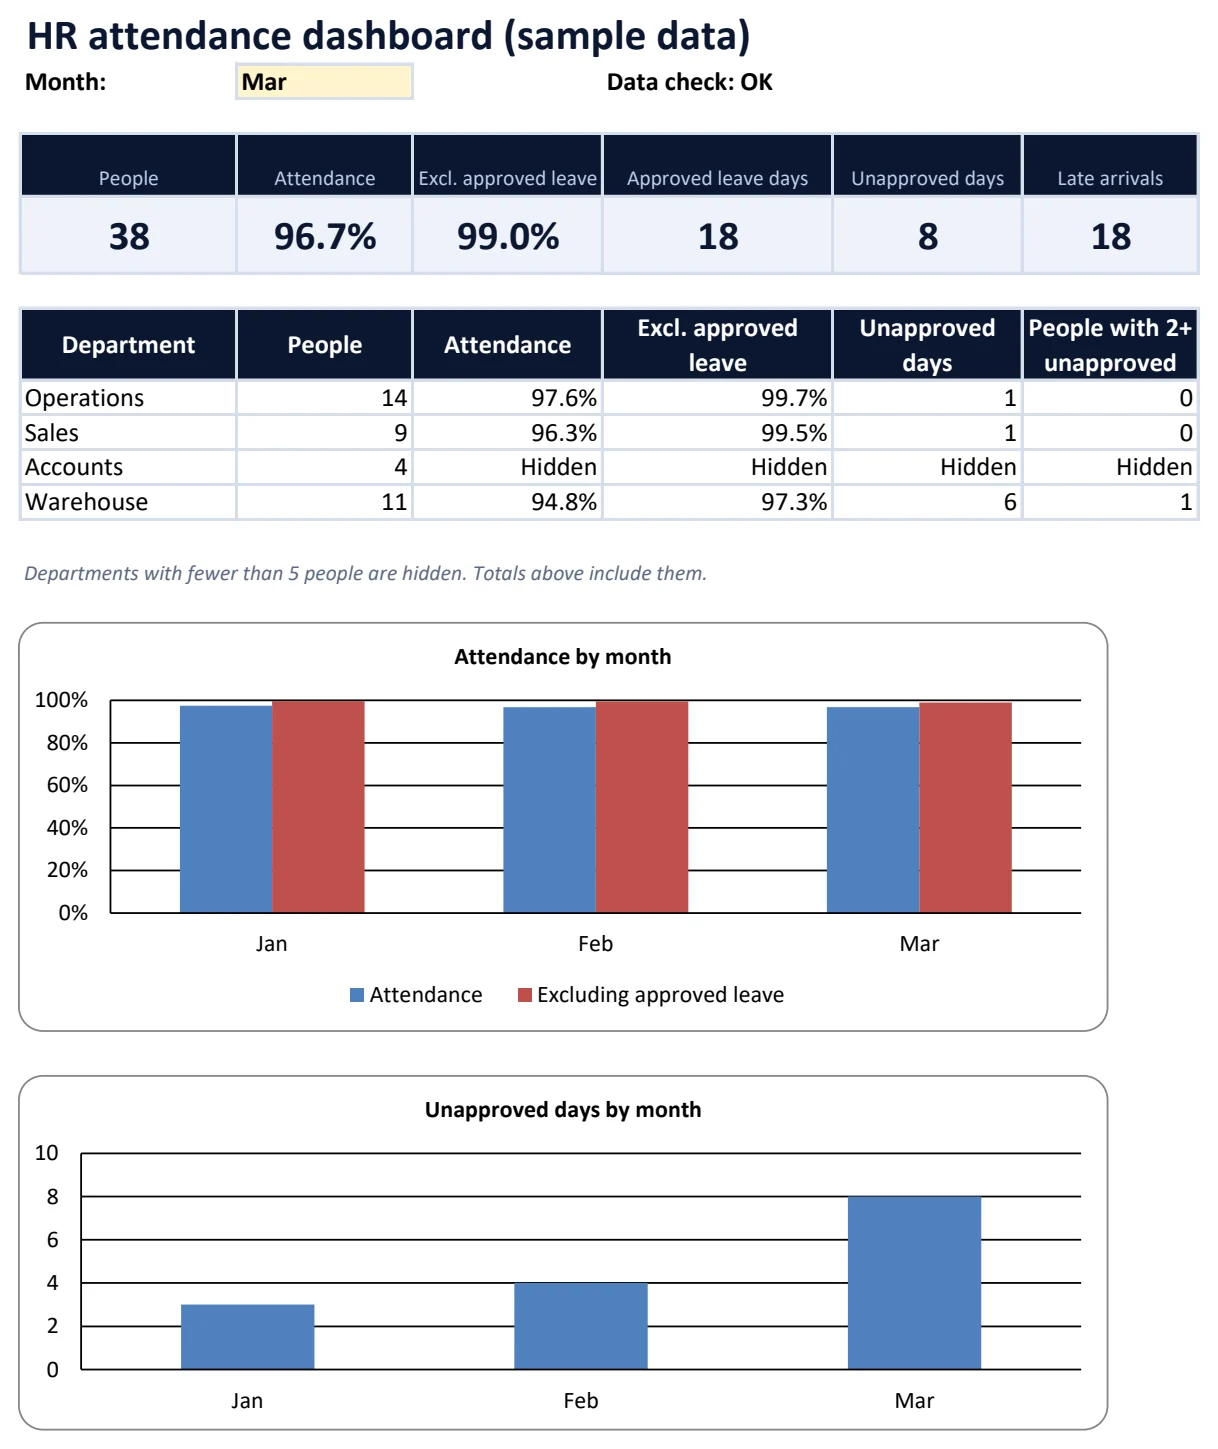 HR attendance dashboard (sample data)
Month: Mar Data check: OK
People Attendance Excl. approved leave Approved leave days Unapproved days Late arrivals
38 96.7% 99.0% 18 8 18
Department People Attendance Excl. approved leave Unapproved days People with 2+ unapproved
Operations 14 97.6% 99.7% 1 0
Sales 9 96.3% 99.5% 1 0
Accounts 4 Hidden Hidden Hidden Hidden
Warehouse 11 94.8% 97.3% 6 1
Departments with fewer than 5 people are hidden. Totals above include them.
Attendance by month
100%
80%
60%
40%
20%
0%
Jan Feb Mar
Attendance Excluding approved leave
Unapproved days by month
10
8
6
4
2
0
Jan Feb Mar